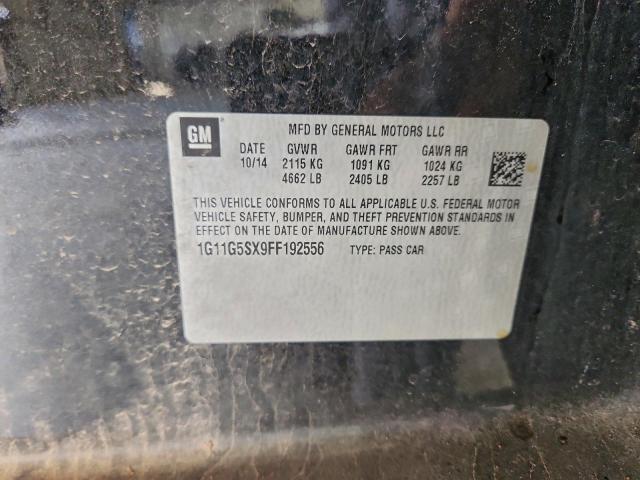 GM
MFD BY GENERAL MOTORS LLC
DATE GVWR GAWR FRT GAWR RR
10/14 2115 KG 1091 KG 1024 KG
4662 LB 2405 LB 2257 LB
THIS VEHICLE CONFORMS TO ALL APPLICABLE U.S. FEDERAL MOTOR
VEHICLE SAFETY, BUMPER, AND THEFT PREVENTION STANDARDS IN
EFFECT ON THE DATE OF MANUFACTURE SHOWN ABOVE.
1G11G5SX9FF192556 TYPE: PASS CAR